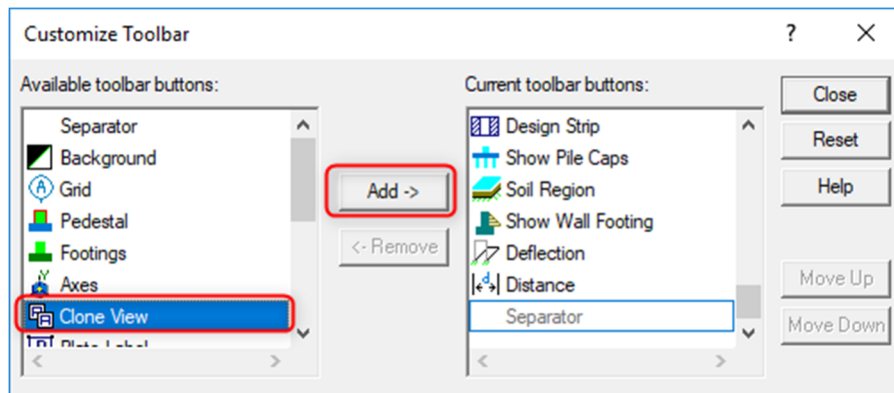 Customize Toolbar
?
Available toolbar buttons:
Separator
Background
A Grid
Pedestal
Footings
Y Axes
Clone View
Plate Label
Add ->
<- Remove
Current toolbar buttons:
Design Strip
Show Pile Caps
Soil Region
Show Wall Footing
Deflection
d Distance
Separator
Close
Reset
Help
Move Up
Move Down